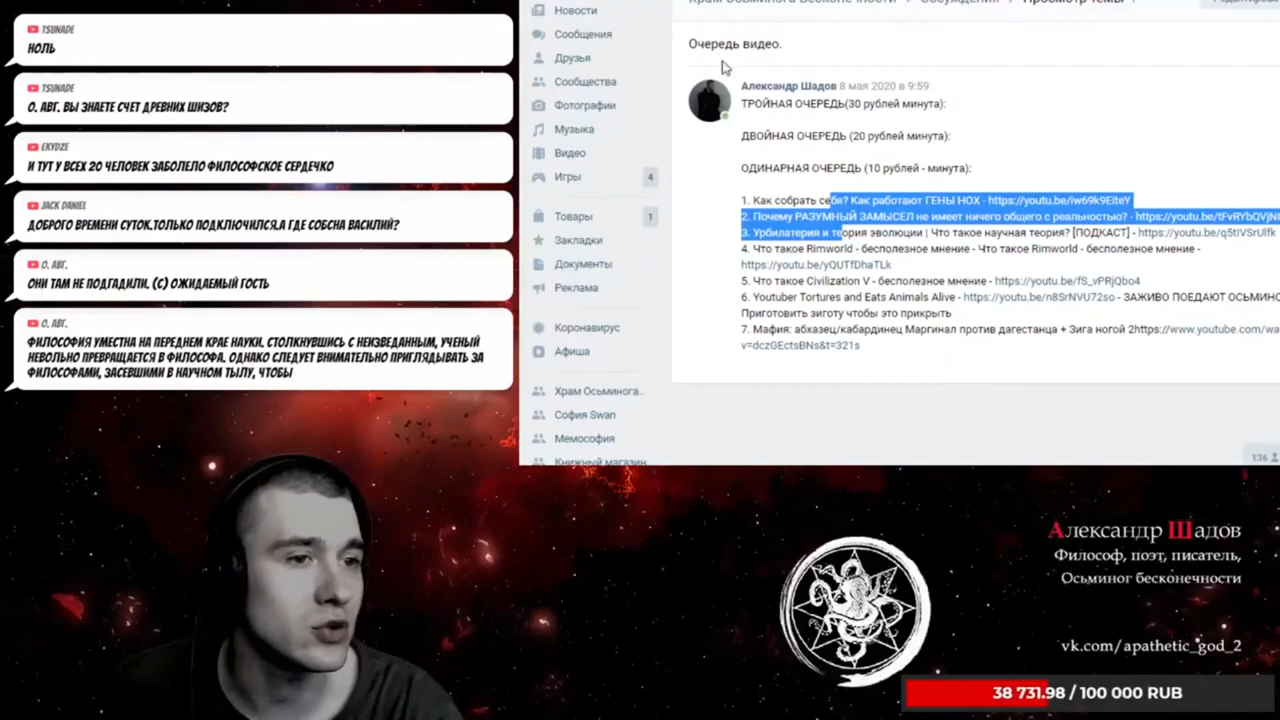 TSUNADE
НОЛЬ
TSUNADE
О. АВГ. ВЫ ЗНАЕТЕ СЧЕТ ДРЕВНИХ ШИЗОВ?
EKYDZE
И ТУТ У ВСЕХ 20 ЧЕЛОВЕК ЗАБОЛЕЛО ФИЛОСОФСКОЕ СЕРДЕЧКО
JACK DANIEL
ДОБРОГО ВРЕМЕНИ СУТОК.ТОЛЬКО ПОДКЛЮЧИЛСЯ.А ГДЕ СОБСНА ВАСИЛИЙ?
О. АВГ.
ОНИ ТАМ НЕ ПОДГАДИЛИ. (С) ОЖИДАЕМЫЙ ГОСТЬ
О. АВГ.
ФИЛОСОФИЯ УМЕСТНА НА ПЕРЕДНЕМ КРАЕ НАУКИ. СТОЛКНУВШИСЬ С НЕИЗВЕДАННЫМ, УЧЕНЫЙ
НЕВОЛЬНО ПРЕВРАЩАЕТСЯ В ФИЛОСОФА. ОДНАКО СЛЕДУЕТ ВНИМАТЕЛЬНО ПРИГЛЯДЫВАТЬ ЗА
ФИЛОСОФАМИ, ЗАСЕВШИМИ В НАУЧНОМ ТЫЛУ, ЧТОБЫ
Новости
Сообщения
Друзья
Сообщества
Фотографии
Музыка
Видео
Игры 4
Товары 1
Закладки
Документы
Реклама
Коронавирус
Афиша
Храм Осьминога..
София Swan
Мемософия
Книжный магазин
Храм Осьминога Бесконечности › Обсуждения › Просмотр темы
Очередь видео.
Александр Шадов 8 мая 2020 в 9:59
ТРОЙНАЯ ОЧЕРЕДЬ(30 рублей минута):
ДВОЙНАЯ ОЧЕРЕДЬ (20 рублей минута):
ОДИНАРНАЯ ОЧЕРЕДЬ (10 рублей - минута):
1. Как собрать себя? Как работают ГЕНЫ HOX - https://youtu.be/iw69k9EiteY
2. Почему РАЗУМНЫЙ ЗАМЫСЕЛ не имеет ничего общего с реальностью? -
3. Урбилатерия и теория эволюции | Что такое научная теория? [ПОДКАСТ] - https://youtu.be/q5tIVSrUlfk
4. Что такое Rimworld - бесполезное мнение - Что такое Rimworld - бесполезное мнение -
https://youtu.be/yQUTfDhaTLk
5. Что такое Civilization V - бесполезное мнение - https://youtu.be/fS_vPRjQbo4
6. Youtuber Tortures and Eats Animals Alive - https://youtu.be/n8SrNVU72so - ЗАЖИВО ПОЕДАЮТ
Приготовить зиготу чтобы это прикрыть
7. Мафия: абхазец/кабардинец Маргинал против дагестанца + Зига ногой 2https://www.youtube.com/wa
v=dczGEctsBNs&t=321s
136
Александр Шадов
Философ, поэт, писатель,
Осьминог бесконечности
vk.com/apathetic_god_2
38 731.98 / 100 000 RUB